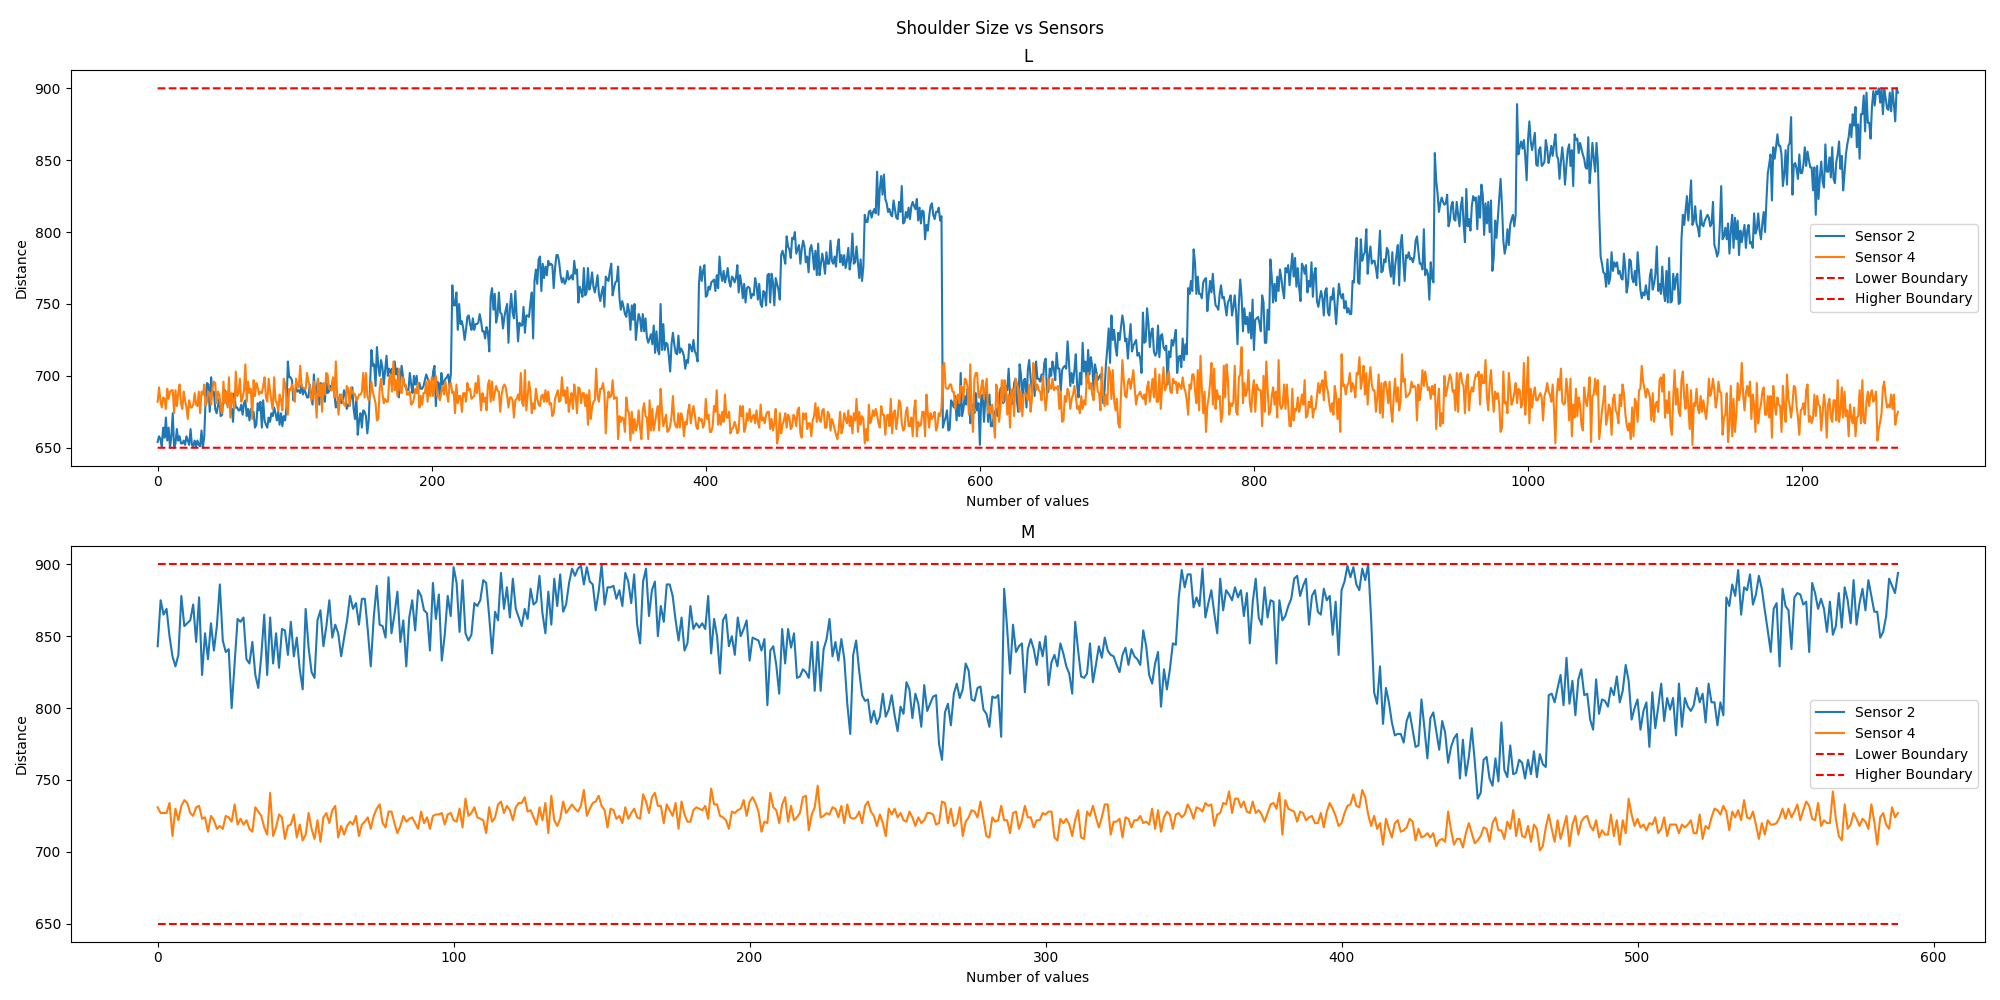 Shoulder Size vs Sensors
L
900
850
800
750
700
650
Distance
0 200 400 600 800 1000 1200
Number of values
Sensor 2
Sensor 4
Lower Boundary
Higher Boundary
M
900
850
800
750
700
650
Distance
0 100 200 300 400 500 600
Number of values
Sensor 2
Sensor 4
Lower Boundary
Higher Boundary